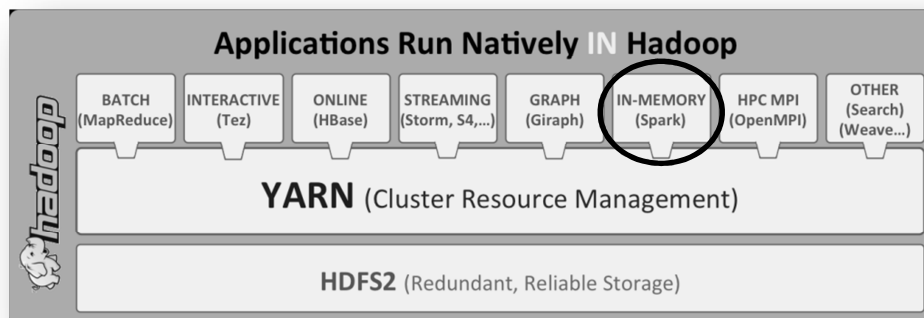 Applications Run Natively IN Hadoop
BATCH
(MapReduce)
INTERACTIVE
(Tez)
ONLINE
(HBase)
STREAMING
(Storm, S4,...)
GRAPH
(Giraph)
IN-MEMORY
(Spark)
HPC MPI
(OpenMPI)
OTHER
(Search)
(Weave...)
hadoop
YARN (Cluster Resource Management)
HDFS2 (Redundant, Reliable Storage)